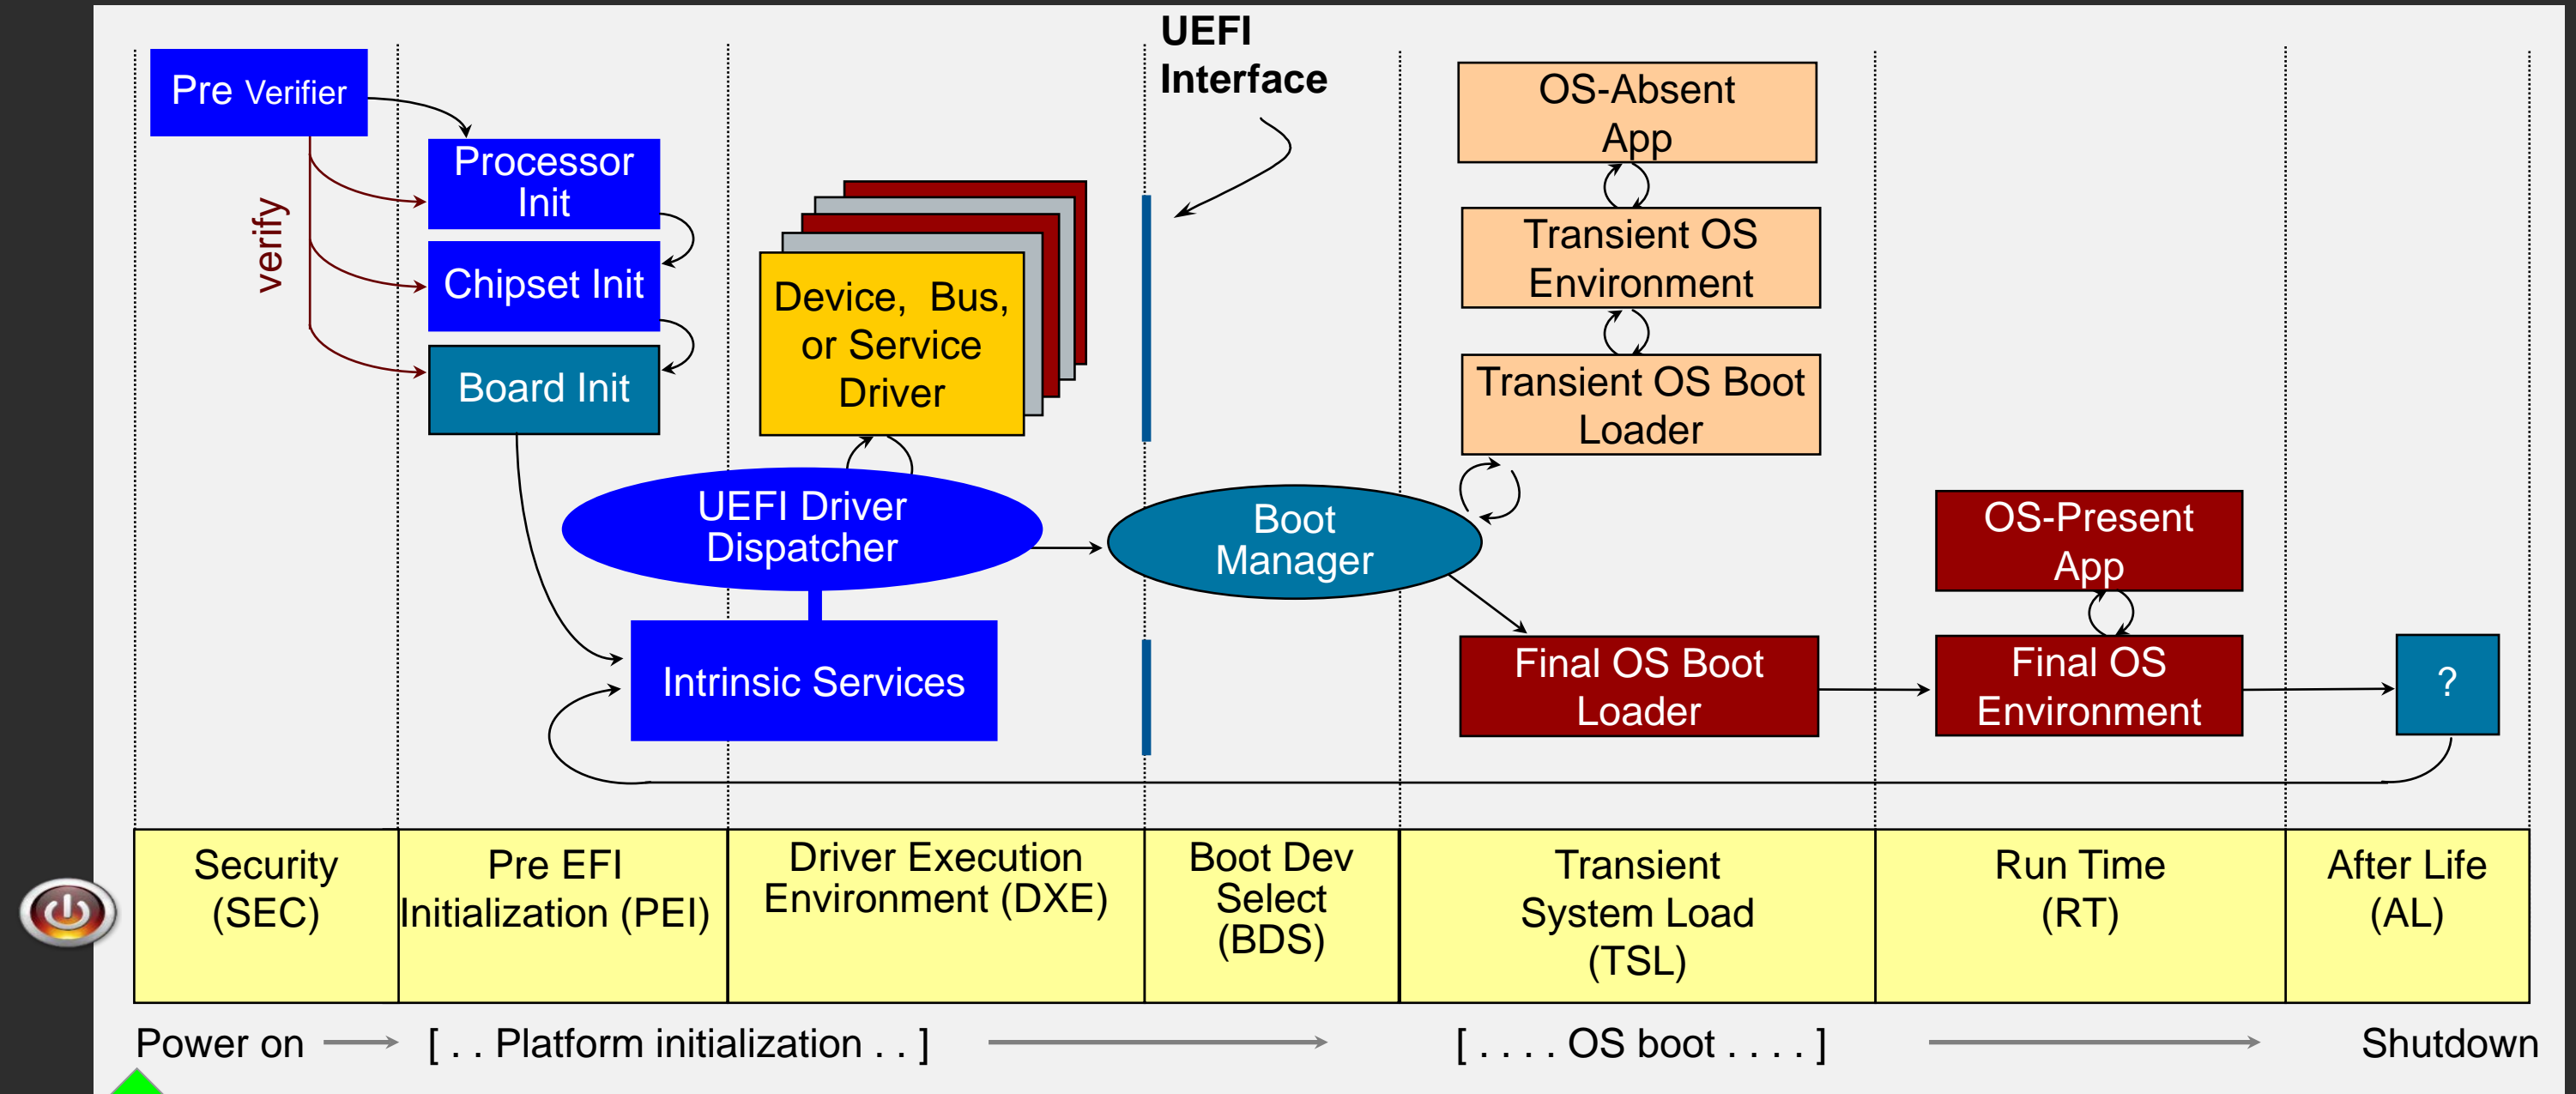 UEFI
Interface
Pre Verifier
verify
Processor
Init
Chipset Init
Board Init
Device,  Bus,
or Service
Driver
UEFI Driver
Dispatcher
Intrinsic Services
Boot
Manager
OS-Absent
App
Transient OS
Environment
Transient OS Boot
Loader
Final OS Boot
Loader
OS-Present
App
Final OS
Environment
?
Security
(SEC)
Pre EFI
Initialization (PEI)
Driver Execution
Environment (DXE)
Boot Dev
Select
(BDS)
Transient
System Load
(TSL)
Run Time
(RT)
After Life
(AL)
Power on
[ . . Platform initialization . . ]
[ . . . . OS boot . . . . ]
Shutdown